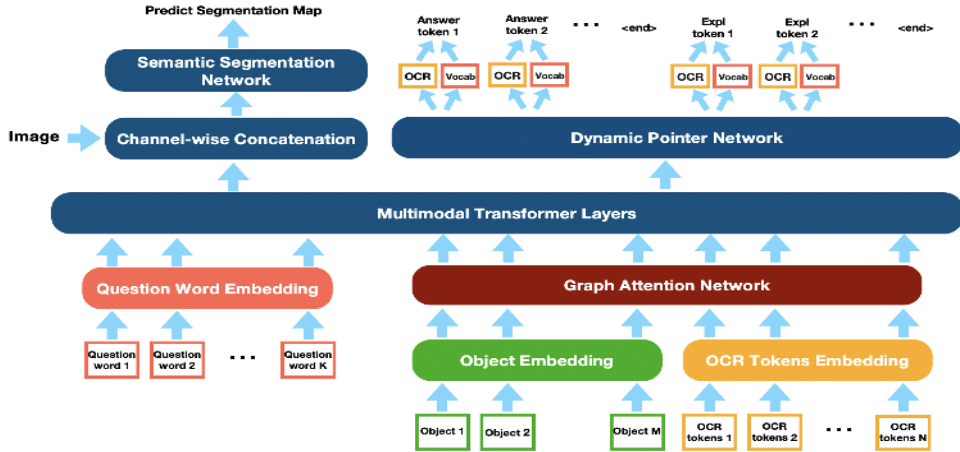 Predict Segmentation Map
Answer token 1
Answer token 2
...
<end>
Expl token 1
Expl token 2
...
<end>
Semantic Segmentation Network
OCR
Vocab
OCR
Vocab
OCR
Vocab
OCR
Vocab
Image
Channel-wise Concatenation
Dynamic Pointer Network
Multimodal Transformer Layers
Question Word Embedding
Graph Attention Network
Question word 1
Question word 2
...
Question word K
Object Embedding
OCR Tokens Embedding
Object 1
Object 2
Object M
OCR tokens 1
OCR tokens 2
...
OCR tokens N